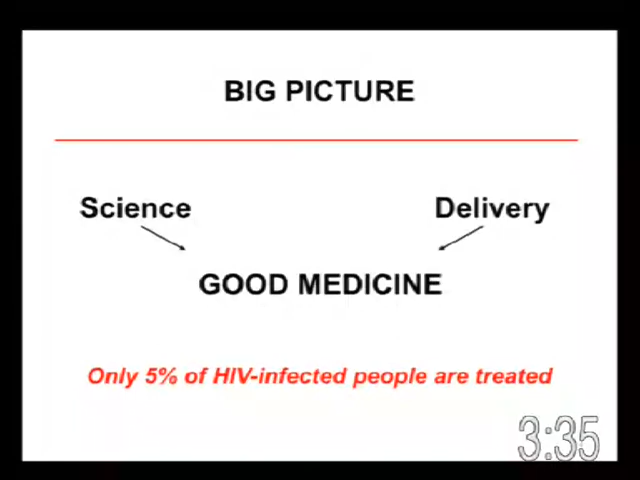 BIG PICTURE
Science
Delivery
GOOD MEDICINE
Only 5% of HIV-infected people are treated
3:35